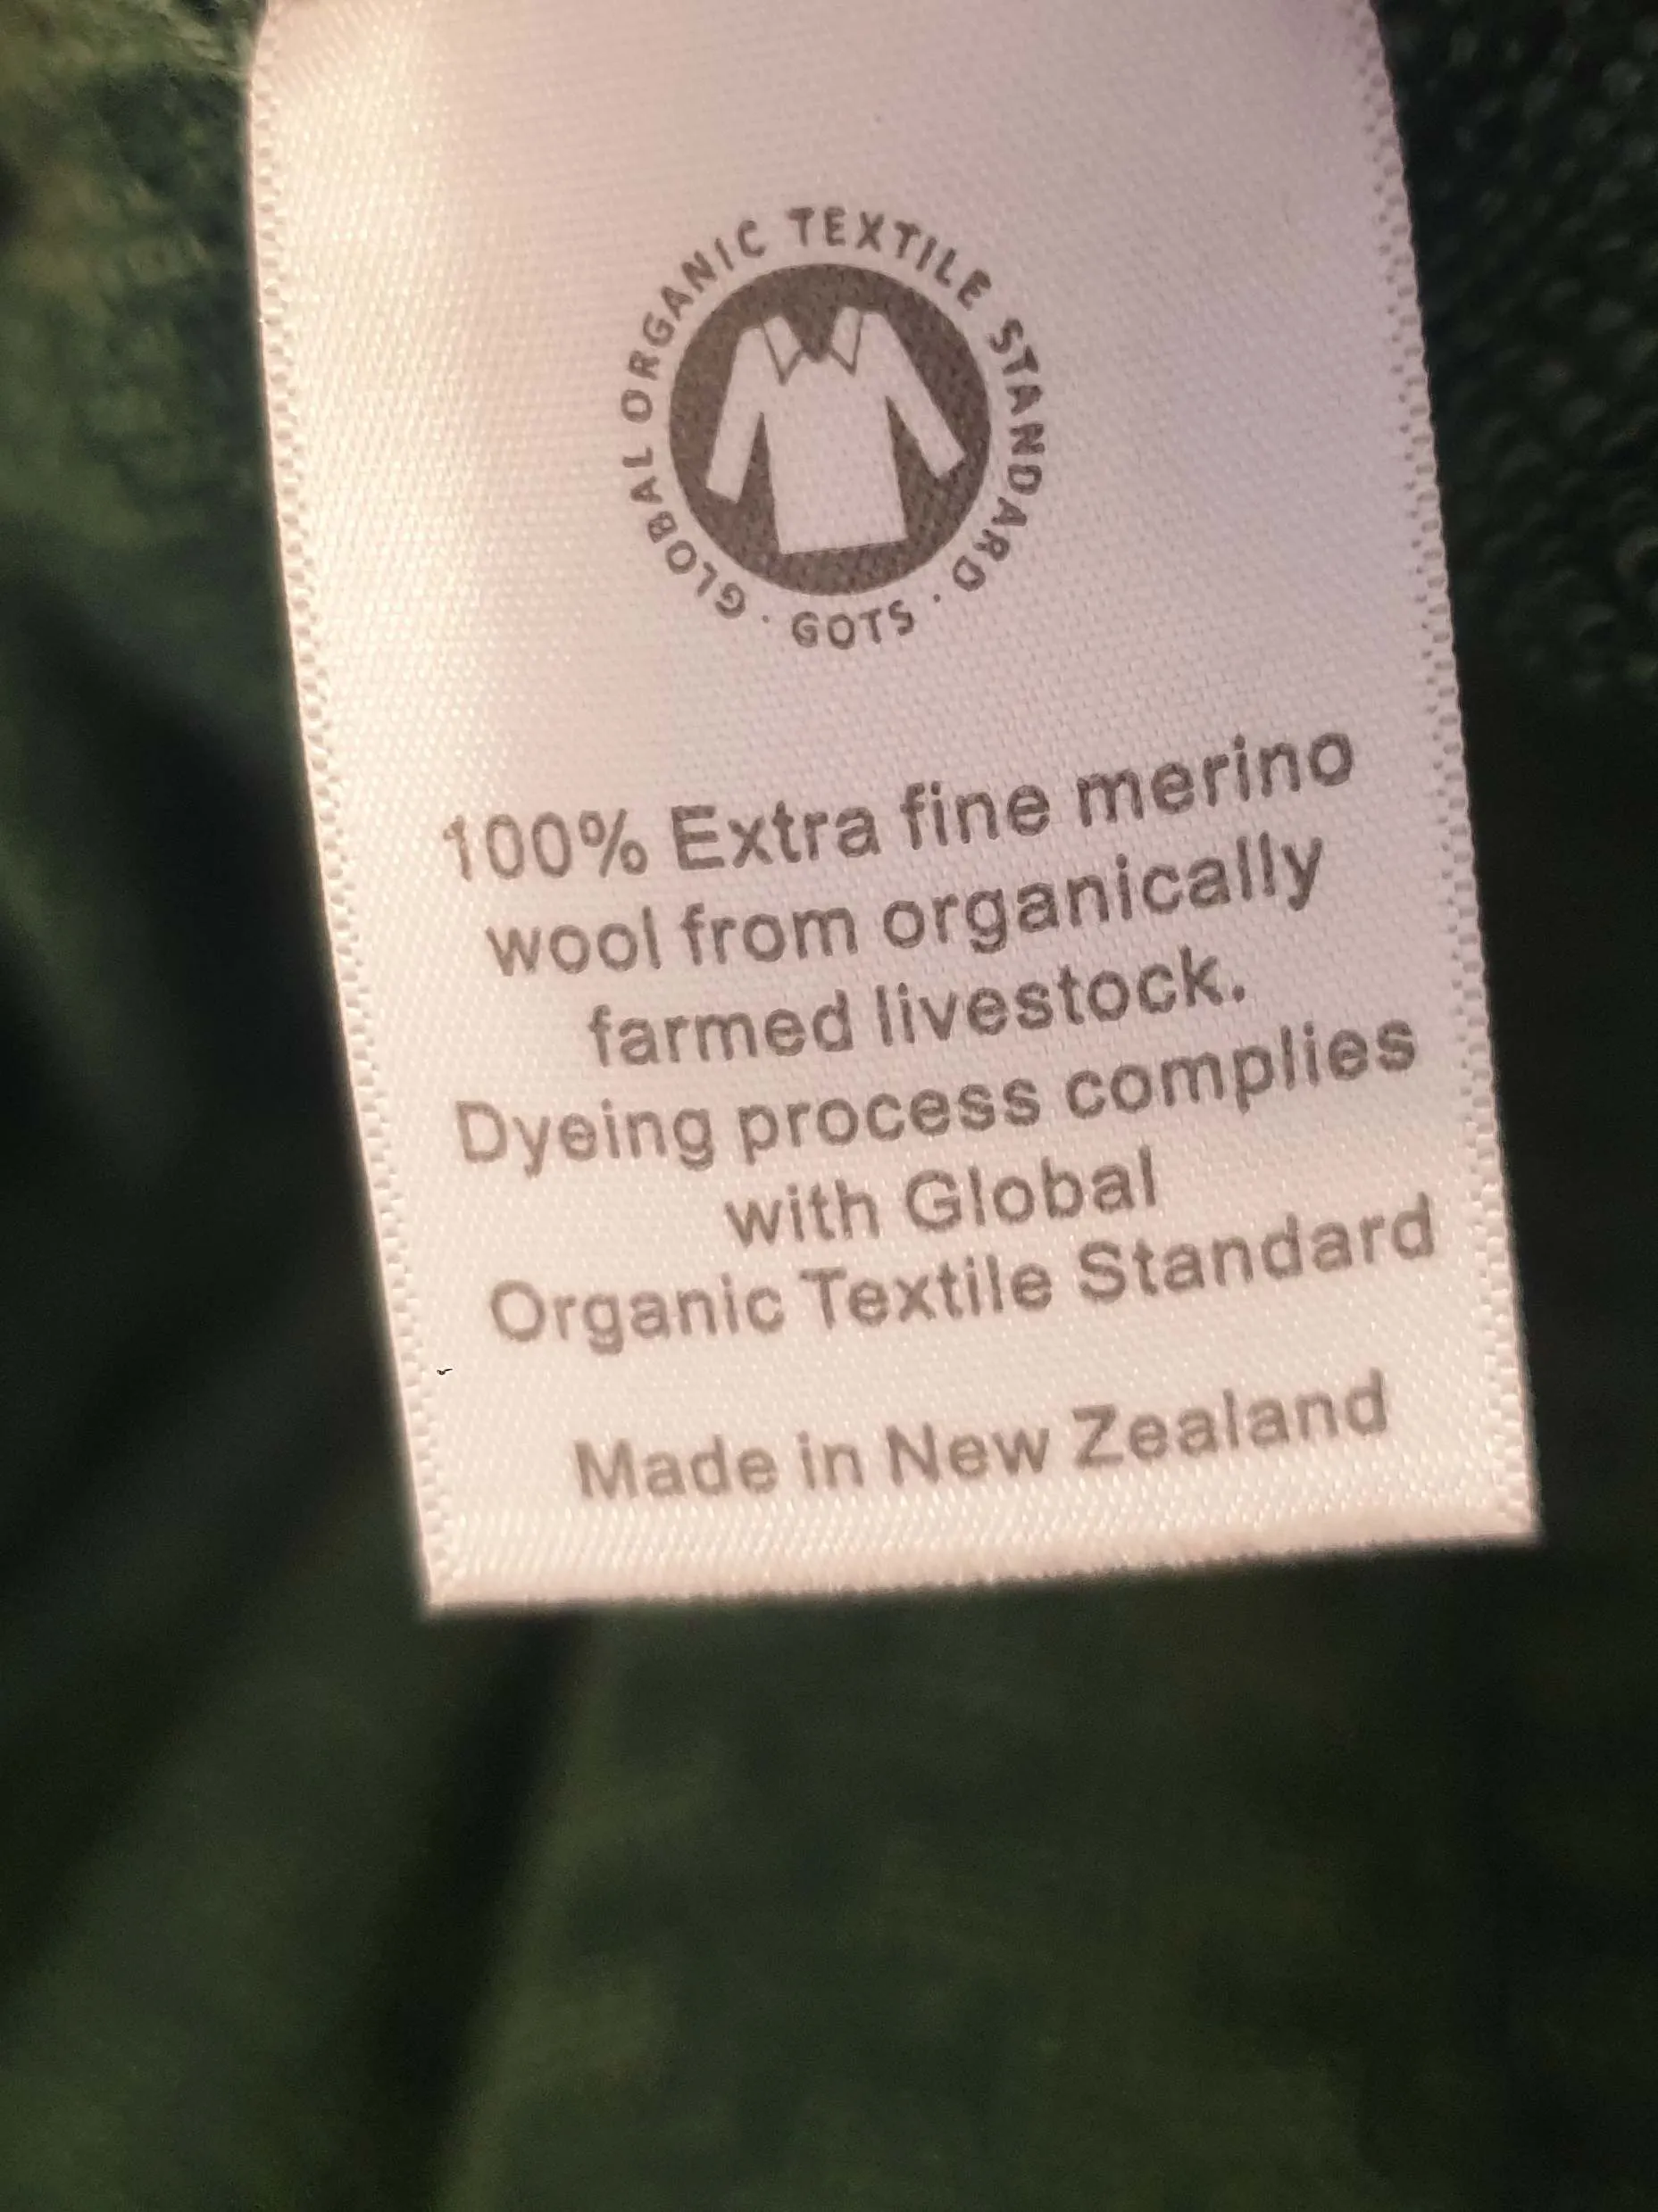 GLOBAL ORGANIC TEXTILE STANDARD · GOTS ·
100% Extra fine merino
wool from organically
farmed livestock.
Dyeing process complies
with Global
Organic Textile Standard
Made in New Zealand